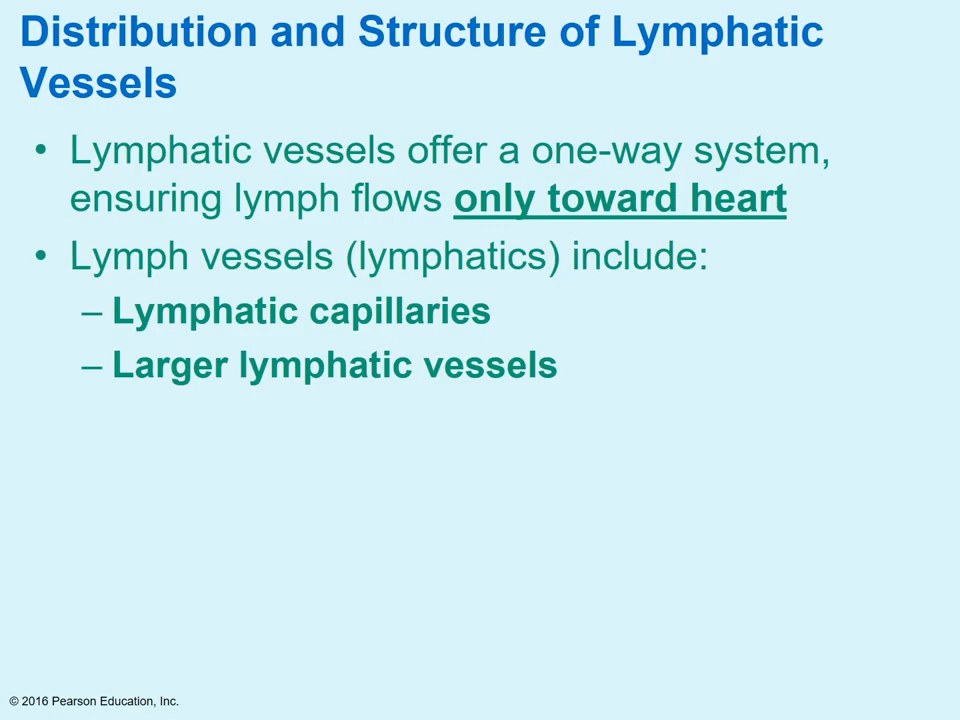 Distribution and Structure of Lymphatic
Vessels
• Lymphatic vessels offer a one-way system,
ensuring lymph flows only toward heart
• Lymph vessels (lymphatics) include:
– Lymphatic capillaries
– Larger lymphatic vessels
© 2016 Pearson Education, Inc.